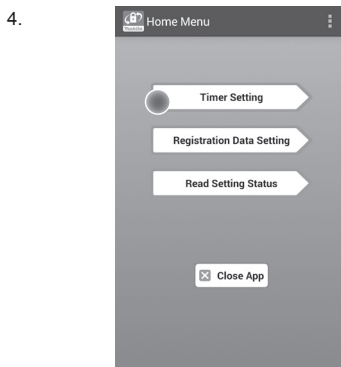 4.
Home Menu
Timer Setting
Registration Data Setting
Read Setting Status
Close App